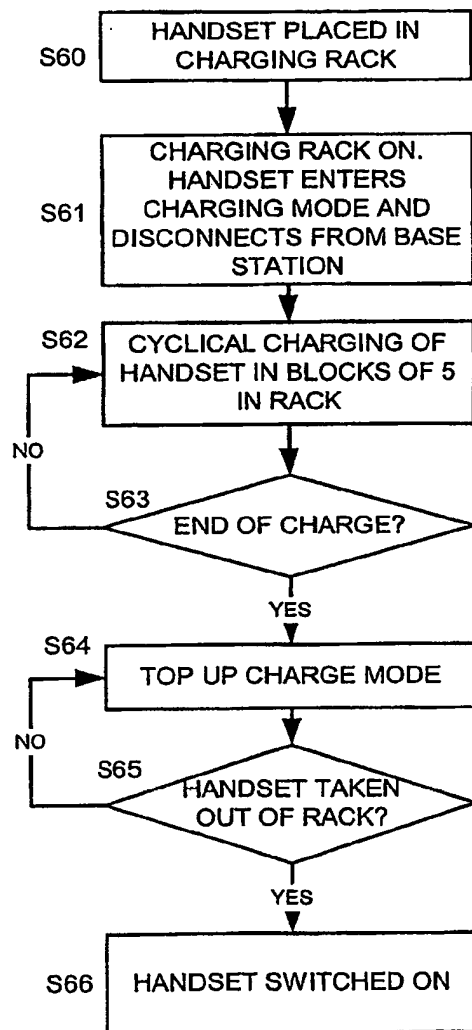 S60
HANDSET PLACED IN
CHARGING RACK
S61
CHARGING RACK ON.
HANDSET ENTERS
CHARGING MODE AND
DISCONNECTS FROM BASE
STATION
S62
CYCLICAL CHARGING OF
HANDSET IN BLOCKS OF 5
IN RACK
NO
S63
END OF CHARGE?
YES
S64
TOP UP CHARGE MODE
NO
S65
HANDSET TAKEN
OUT OF RACK?
YES
S66
HANDSET SWITCHED ON